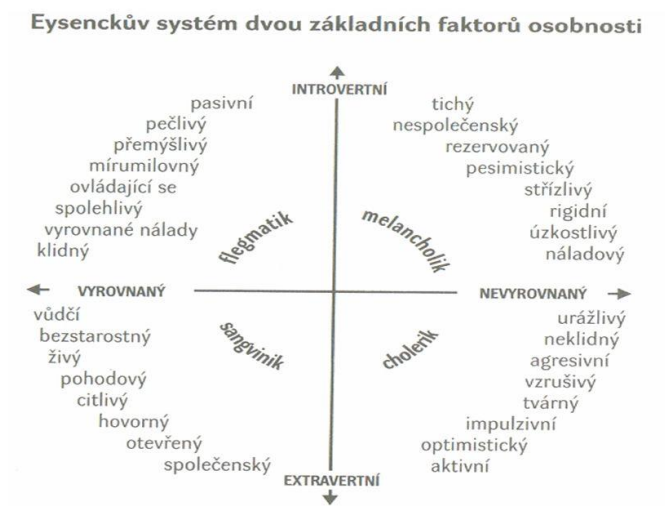 Eysenckův systém dvou základních faktorů osobnosti
INTROVERTNÍ
pasivní
pečlivý
přemýšlivý
mírumilovný
ovládající se
spolehlivý
vyrovnané nálady
klidný
tichý
nespolečenský
rezervovaný
pesimistický
střízlivý
rigidní
úzkostlivý
náladový
flegmatik
melancholik
VYROVNANÝ
NEVYROVNANÝ
sangvinik
cholerik
vůdčí
bezstarostný
živý
pohodový
citlivý
hovorný
otevřený
společenský
urážlivý
neklidný
agresivní
vzrušivý
tvárný
impulzivní
optimistický
aktivní
EXTRAVERTNÍ